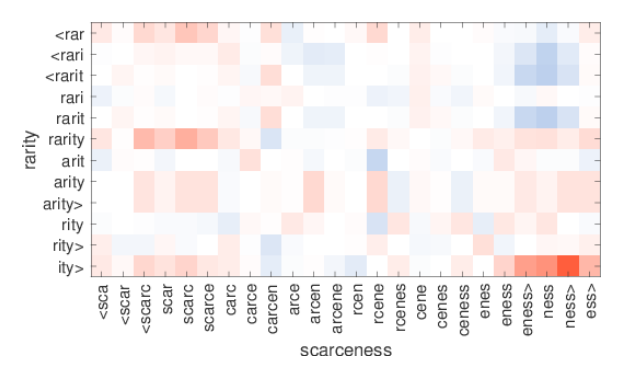 <rar
<rari
<rarit
rari
rarit
rarity
arit
arity
arity>
rity
rity>
ity>
rarity
<sca
<scar
<scarc
scar
scarc
scarce
carc
carce
carcen
arce
arcen
arcene
rcen
rcene
rcenes
cene
cenes
ceness
enes
eness
eness>
ness
ness>
ess>
scarceness